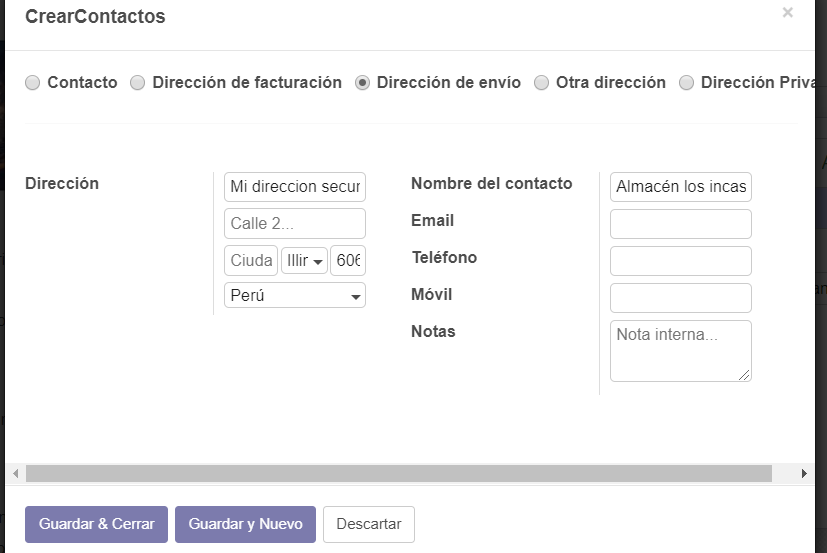 CrearContactos
×
Contacto Dirección de facturación Dirección de envío Otra dirección Dirección Priva
Dirección
Mi direccion secur
Calle 2...
Ciuda Illir 606
Perú
Nombre del contacto Almacén los incas
Email
Teléfono
Móvil
Notas Nota interna...
Guardar & Cerrar Guardar y Nuevo Descartar